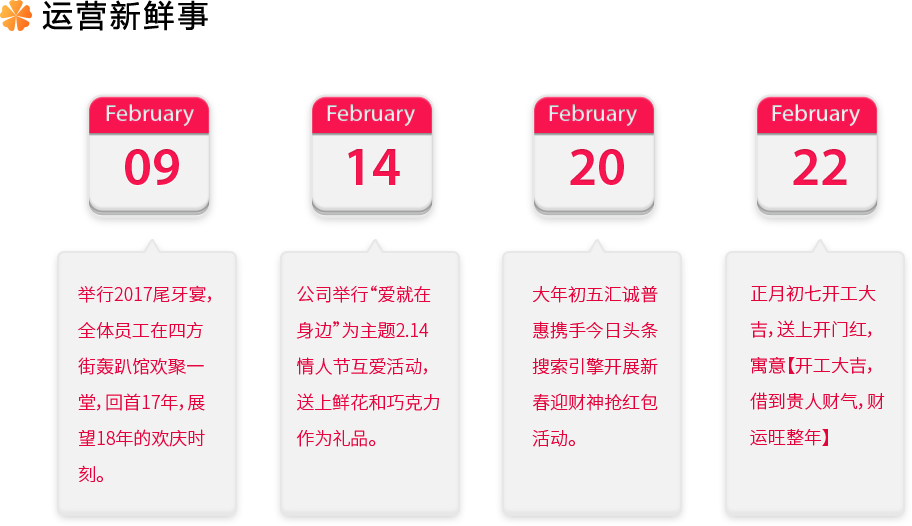 运营新鲜事
February
09
举行2017尾牙宴，
全体员工在四方
街轰趴馆欢聚一
堂，回首17年，展
望18年的欢庆时
刻。
February
14
公司举行“爱就在
身边”为主题2.14
情人节互爱活动，
送上鲜花和巧克力
作为礼品。
February
20
大年初五汇诚普
惠携手今日头条
搜索引擎开展新
春迎财神抢红包
活动。
February
22
正月初七开工大
吉，送上开门红，
寓意【开工大吉，
借到贵人财气，财
运旺整年】